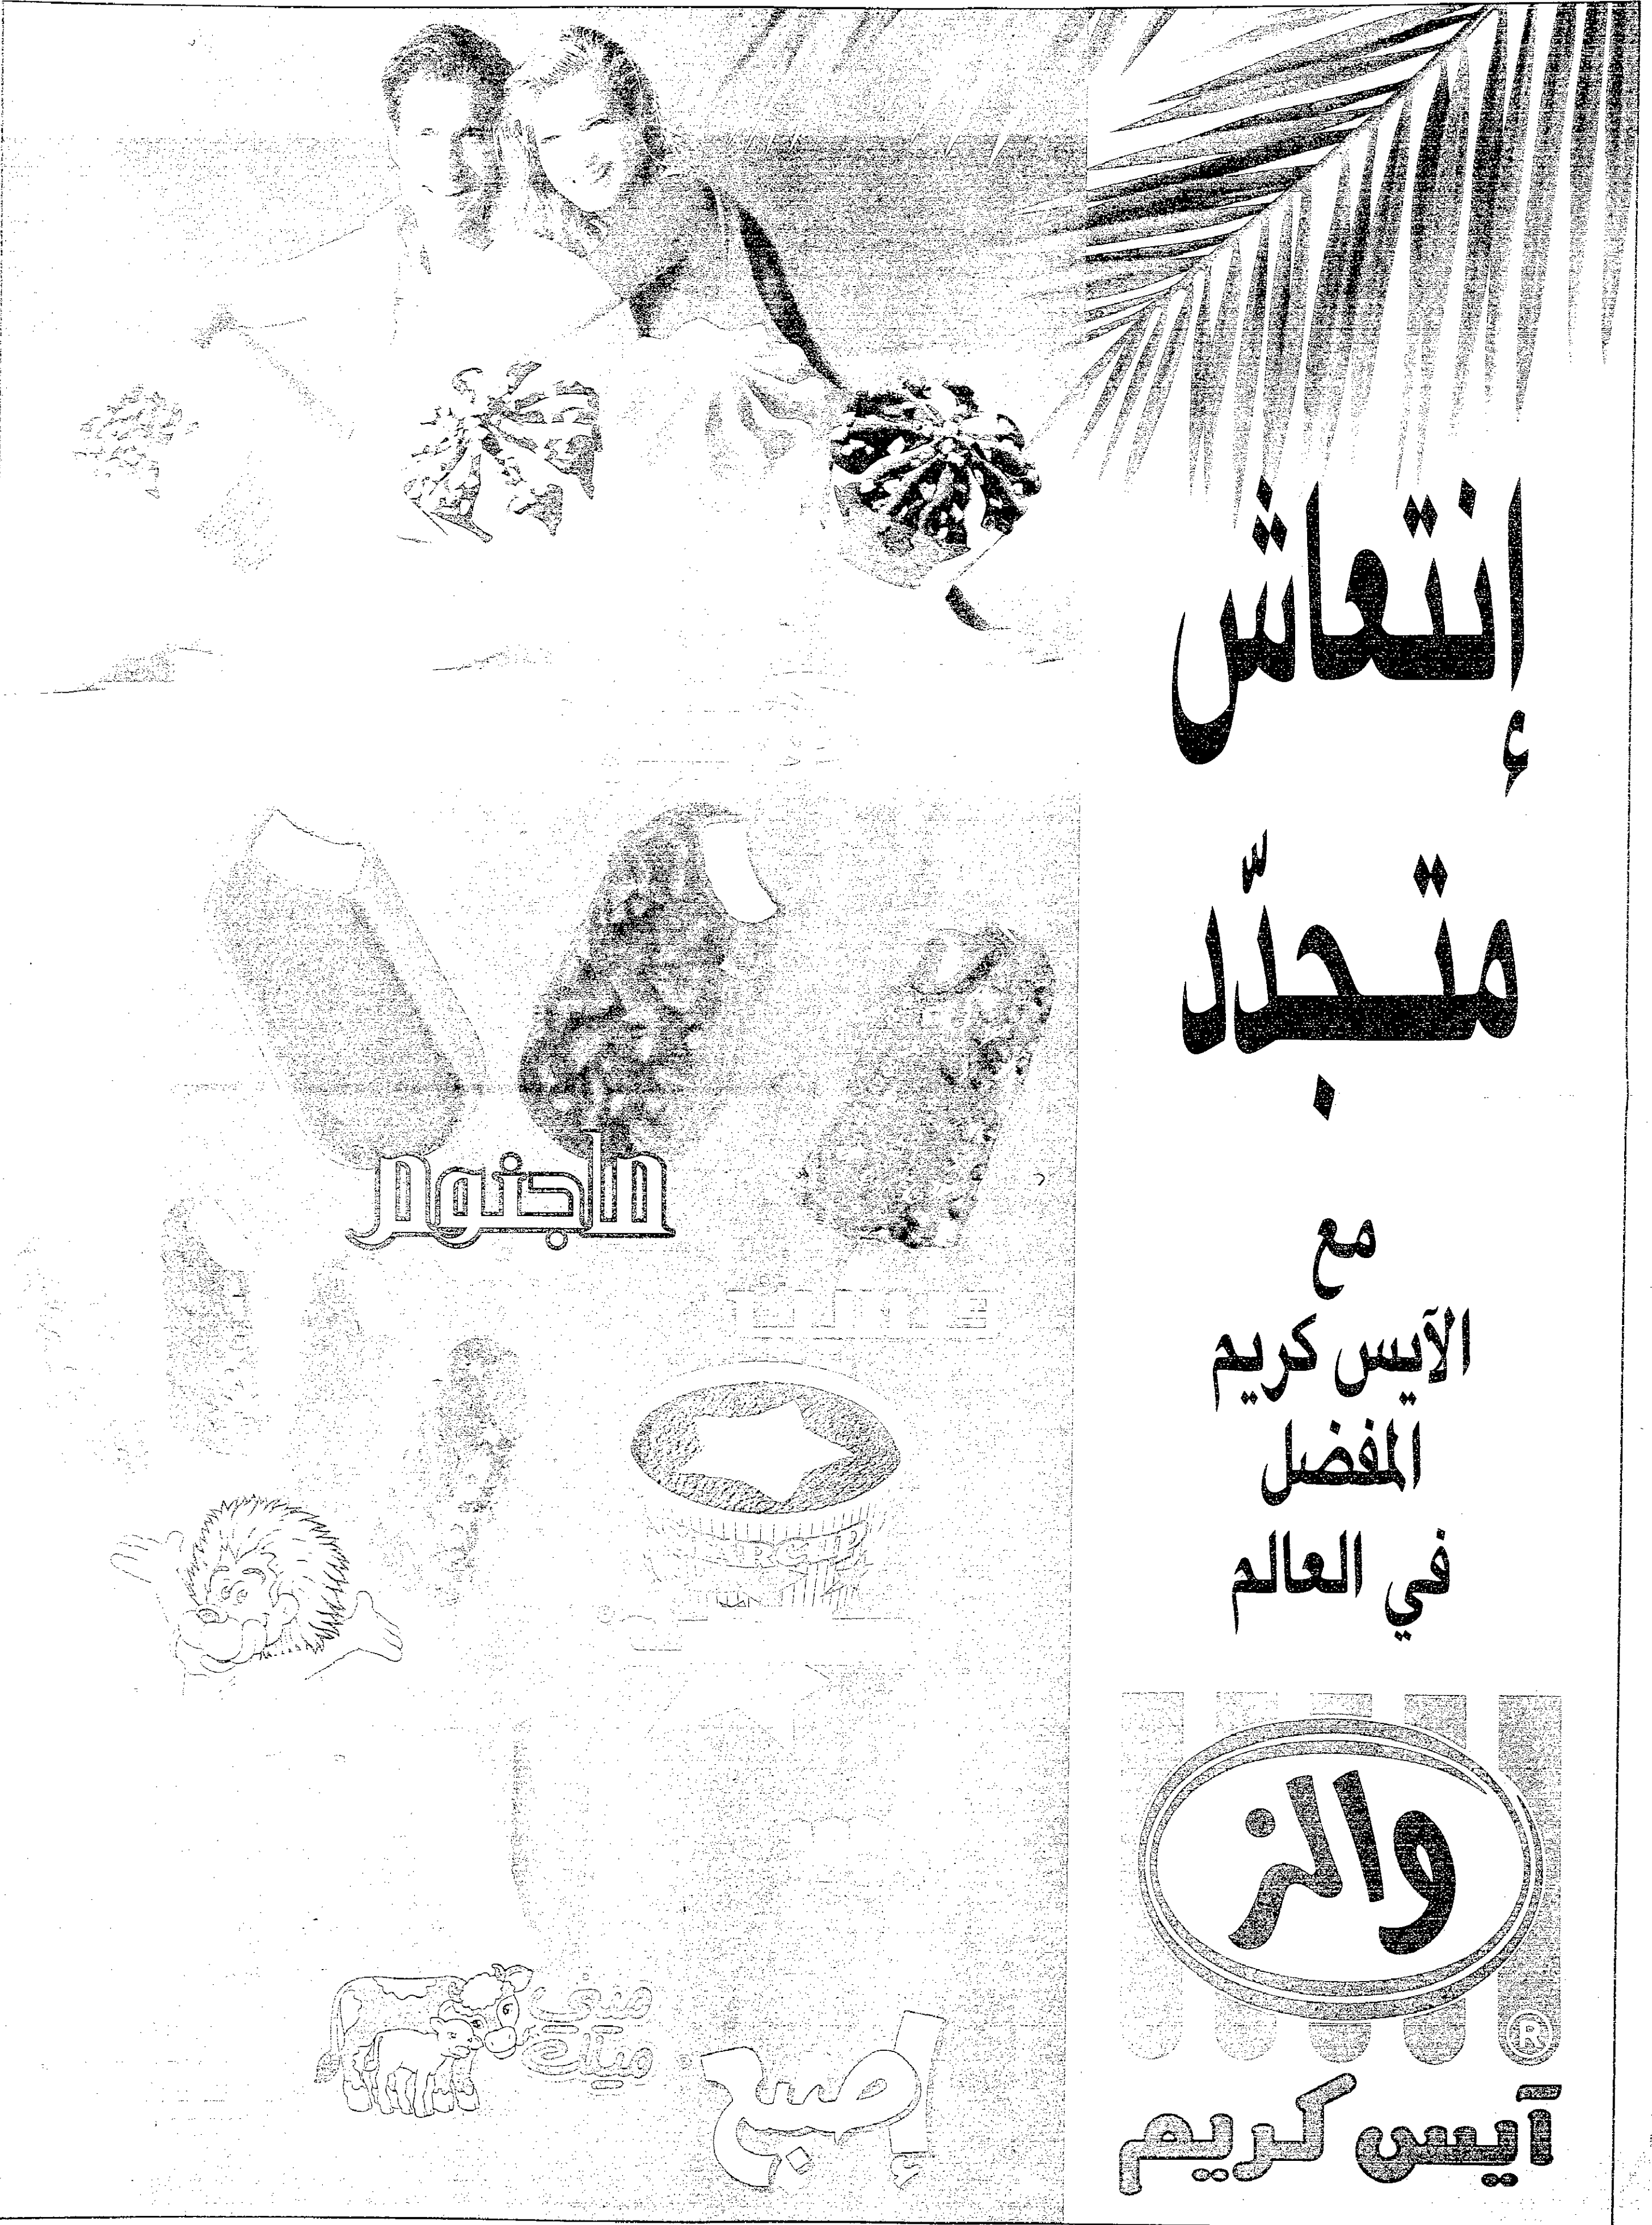 إنتعاش
متجدّد
مع
الآيس كريم
المفضل
في العالم
والز
®
آيس كريم
ماجنوم
ميني
ميلك
إصبع